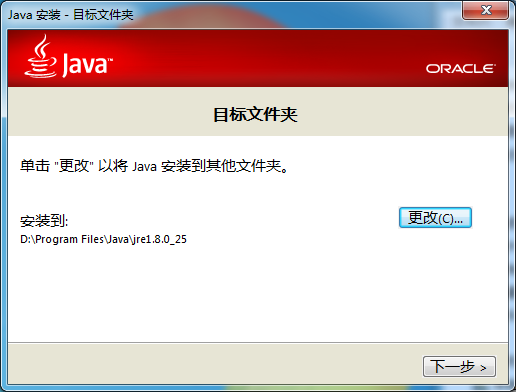 Java 安装 - 目标文件夹
Java™
ORACLE
目标文件夹
单击 "更改" 以将 Java 安装到其他文件夹。
安装到:
更改(C)...
D:\Program Files\Java\jre1.8.0_25
下一步 >